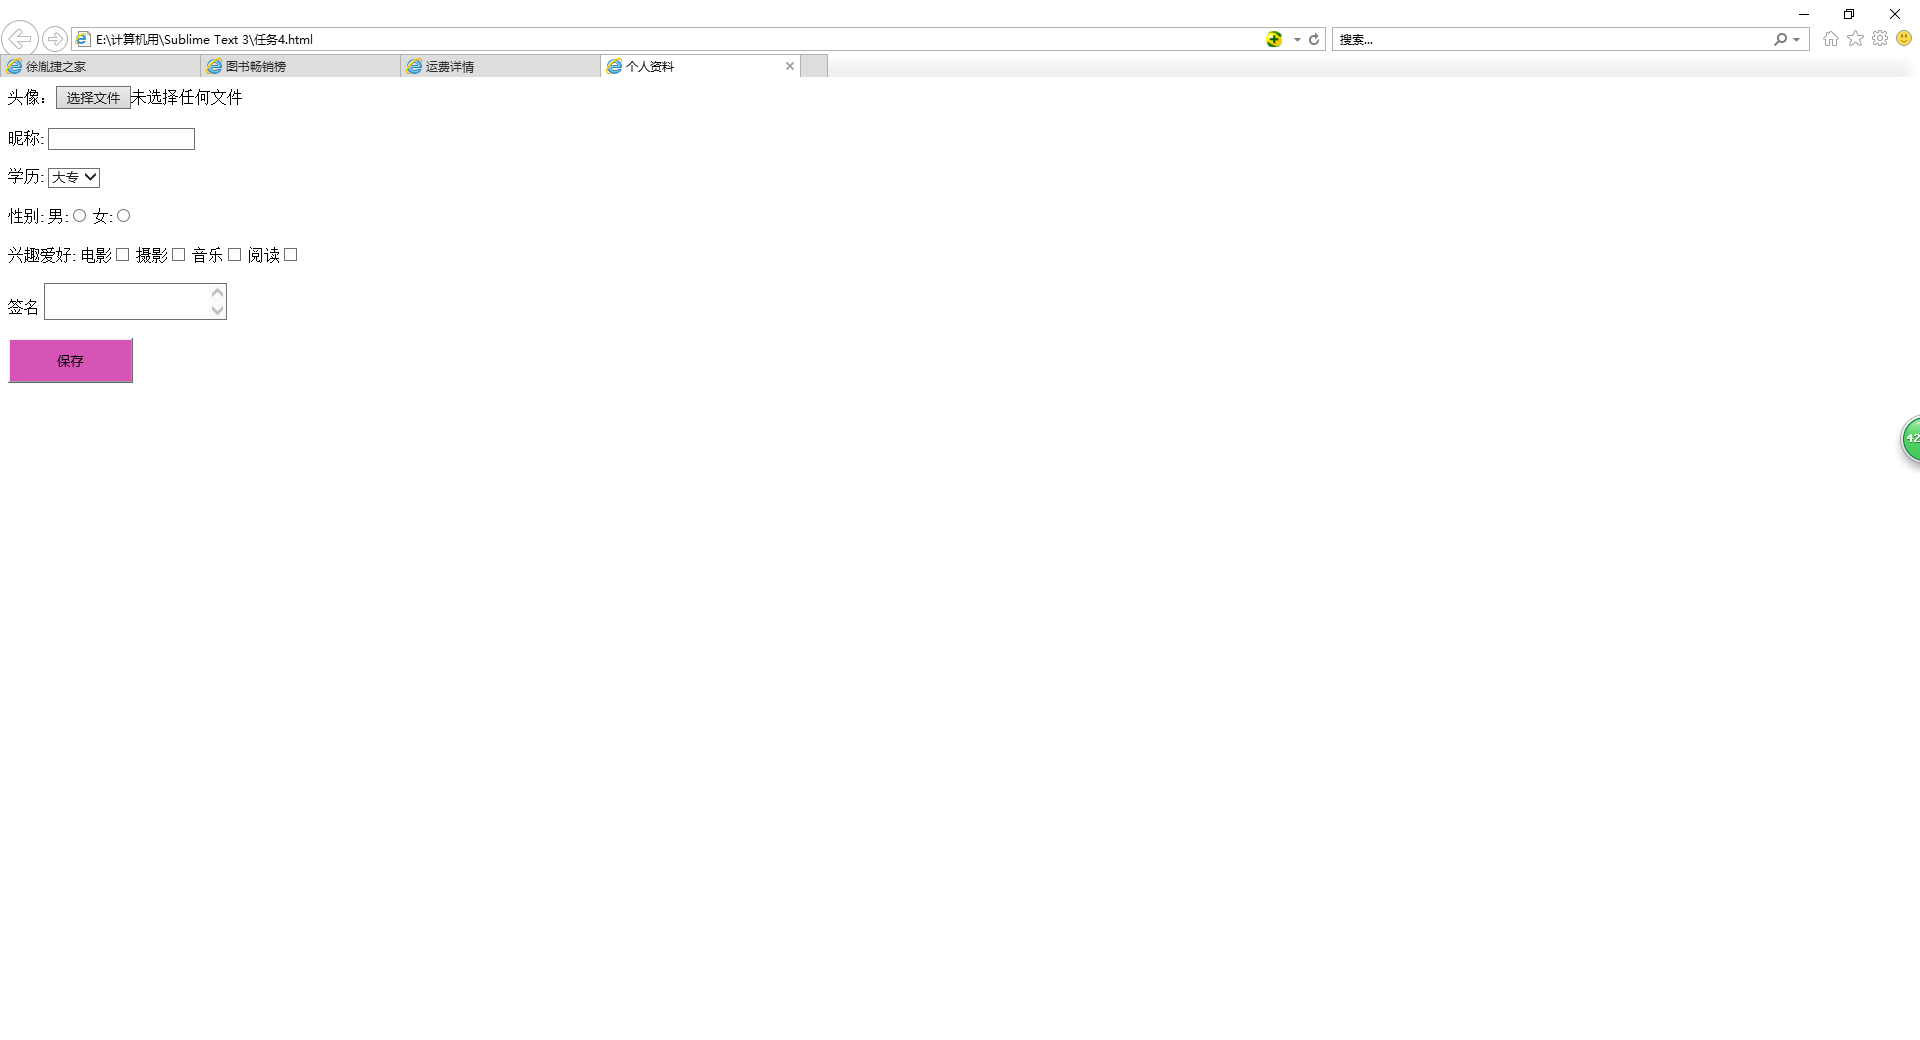 E:\计算机用\Sublime Text 3\任务4.html
搜索...
徐胤捷之家
图书畅销榜
运费详情
个人资料
头像：选择文件未选择任何文件
昵称:
学历: 大专
性别: 男: 女:
兴趣爱好: 电影 摄影 音乐 阅读
签名
保存
42